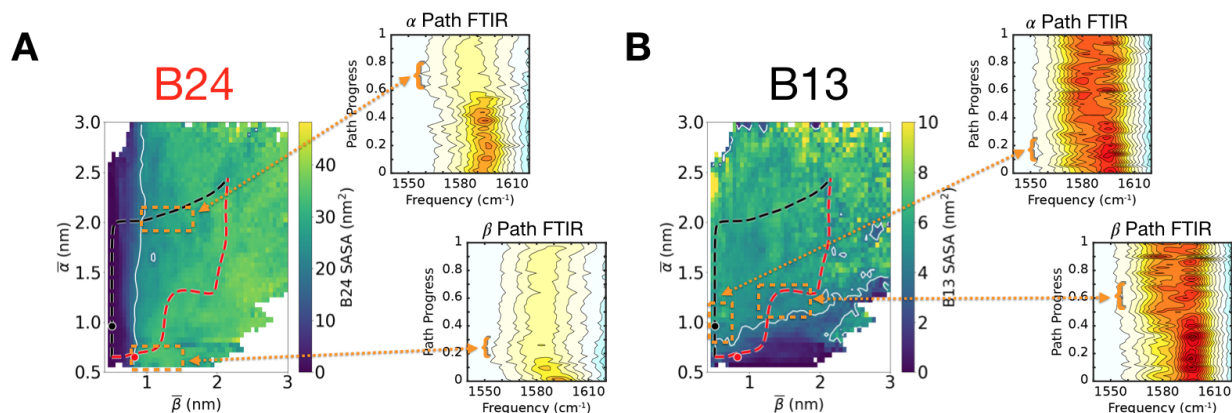 A
B24
α Path FTIR
1
0.8
0.6
0.4
0.2
0
Path Progress
1550 1580 1610
Frequency (cm⁻¹)
3.0
2.5
2.0
1.5
1.0
0.5
α̅ (nm)
1 2 3
β̅ (nm)
40
30
20
10
0
B24 SASA (nm²)
β Path FTIR
1
0.8
0.6
0.4
0.2
0
Path Progress
1550 1580 1610
Frequency (cm⁻¹)
B
B13
α Path FTIR
1
0.8
0.6
0.4
0.2
0
Path Progress
1550 1580 1610
Frequency (cm⁻¹)
3.0
2.5
2.0
1.5
1.0
0.5
α̅ (nm)
1 2 3
β̅ (nm)
10
8
6
4
2
0
B13 SASA (nm²)
β Path FTIR
1
0.8
0.6
0.4
0.2
0
Path Progress
1550 1580 1610
Frequency (cm⁻¹)